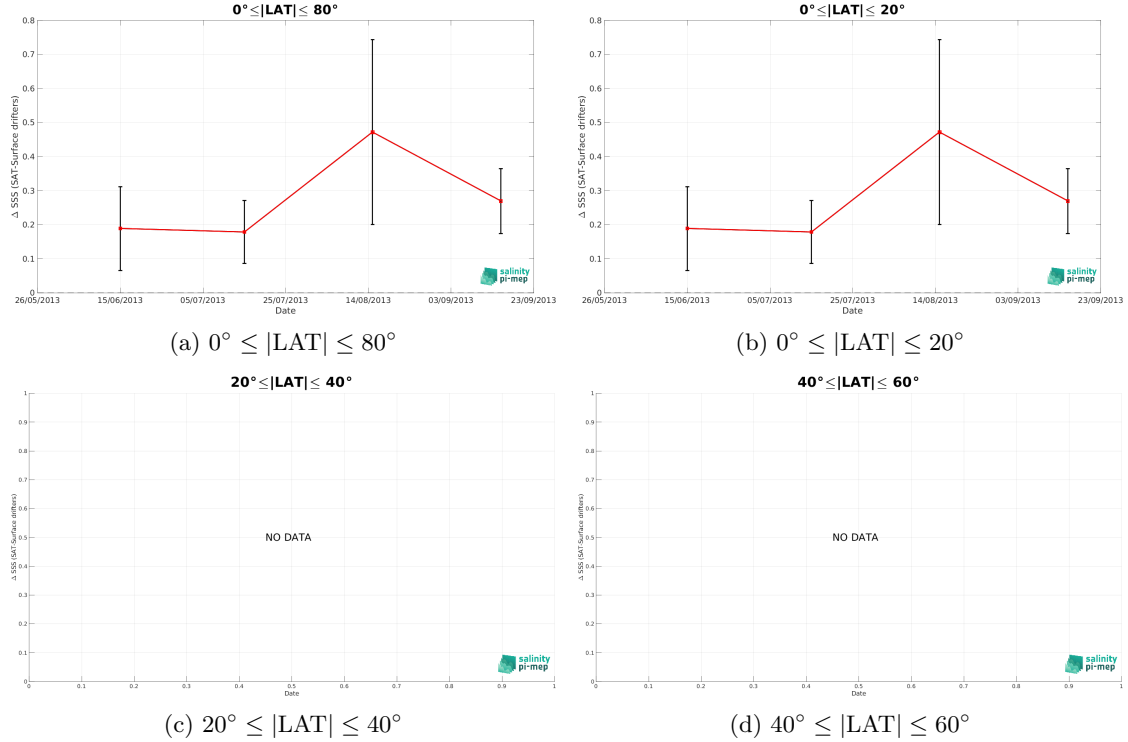 0°≤|LAT|≤ 80°
0.8
0.7
0.6
0.5
0.4
0.3
0.2
0.1
0
Δ SSS (SAT-Surface drifters)
26/05/2013 15/06/2013 05/07/2013 25/07/2013 14/08/2013 03/09/2013 23/09/2013
Date
salinity
pi-mep
(a) 0° ≤ |LAT| ≤ 80°
0°≤|LAT|≤ 20°
0.8
0.7
0.6
0.5
0.4
0.3
0.2
0.1
0
Δ SSS (SAT-Surface drifters)
26/05/2013 15/06/2013 05/07/2013 25/07/2013 14/08/2013 03/09/2013 23/09/2013
Date
salinity
pi-mep
(b) 0° ≤ |LAT| ≤ 20°
20°≤|LAT|≤ 40°
1
0.9
0.8
0.7
0.6
0.5
0.4
0.3
0.2
0.1
0
Δ SSS (SAT-Surface drifters)
NO DATA
0 0.1 0.2 0.3 0.4 0.5 0.6 0.7 0.8 0.9 1
Date
salinity
pi-mep
(c) 20° ≤ |LAT| ≤ 40°
40°≤|LAT|≤ 60°
1
0.9
0.8
0.7
0.6
0.5
0.4
0.3
0.2
0.1
0
Δ SSS (SAT-Surface drifters)
NO DATA
0 0.1 0.2 0.3 0.4 0.5 0.6 0.7 0.8 0.9 1
Date
salinity
pi-mep
(d) 40° ≤ |LAT| ≤ 60°